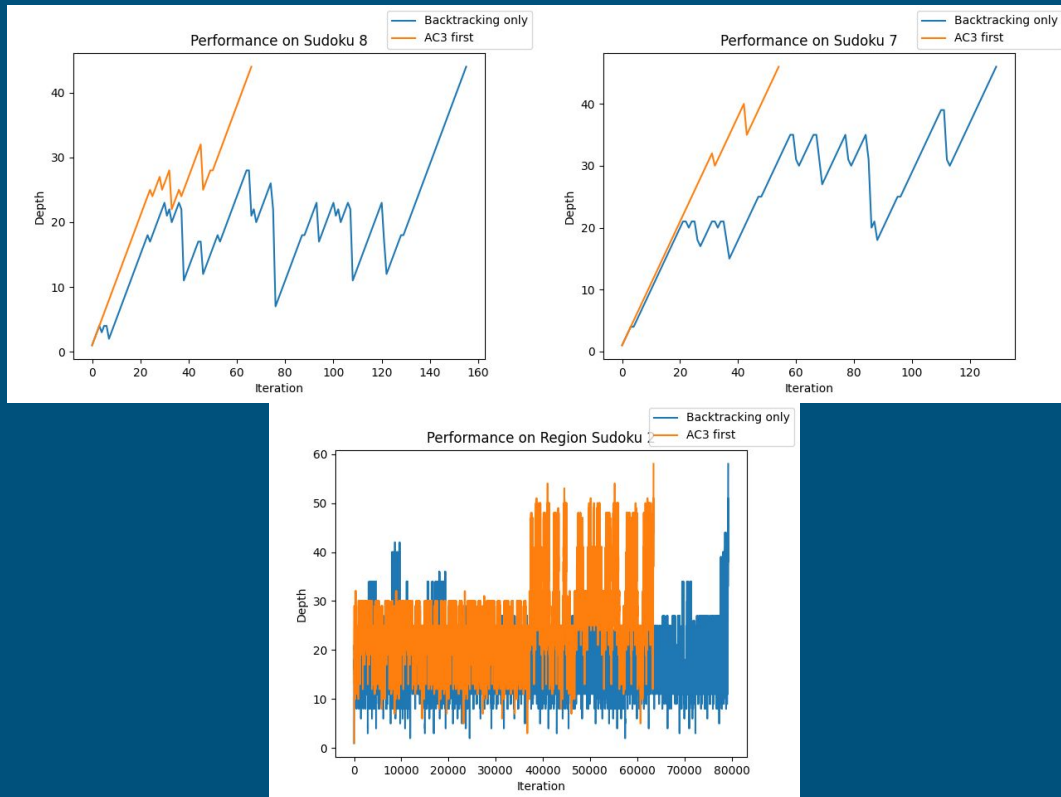 Backtracking only
AC3 first
Performance on Sudoku 8
40
30
20
10
0
Depth
0 20 40 60 80 100 120 140 160
Iteration
Backtracking only
AC3 first
Performance on Sudoku 7
40
30
20
10
0
Depth
0 20 40 60 80 100 120
Iteration
Backtracking only
AC3 first
Performance on Region Sudoku 2
60
50
40
30
20
10
0
Depth
0 10000 20000 30000 40000 50000 60000 70000 80000
Iteration